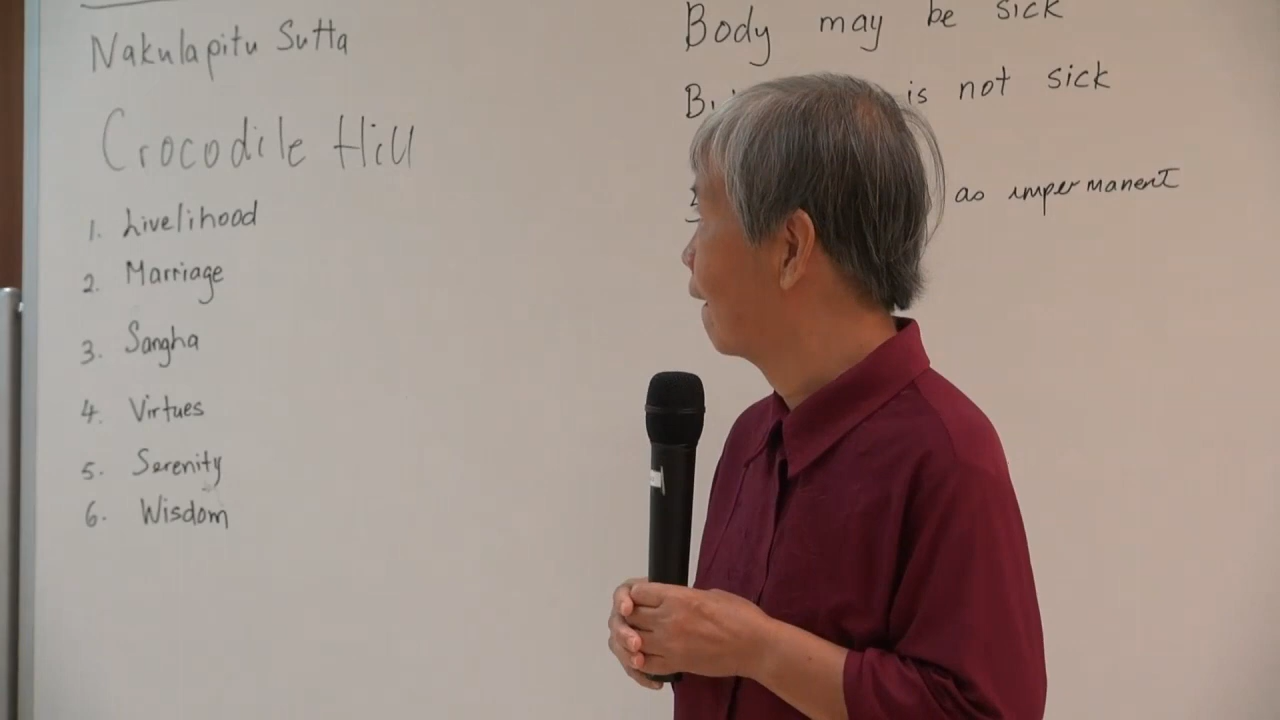 Nakulapitu Sutta
Crocodile Hill
1. Livelihood
2. Marriage
3. Sangha
4. Virtues
5. Serenity
6. Wisdom
Body may be sick
is not sick
as impermanent